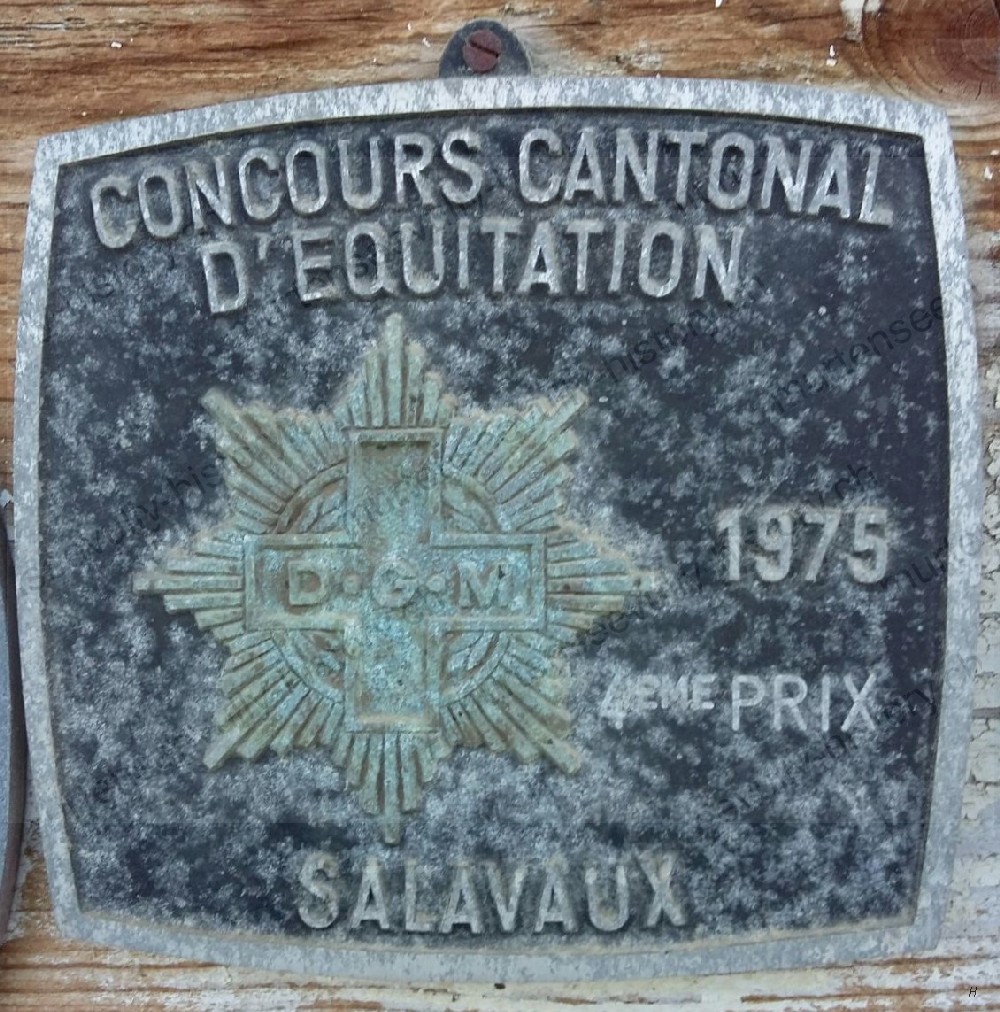 CONCOURS CANTONAL
D'EQUITATION
D·G·M
1975
4EME PRIX
SALAVAUX